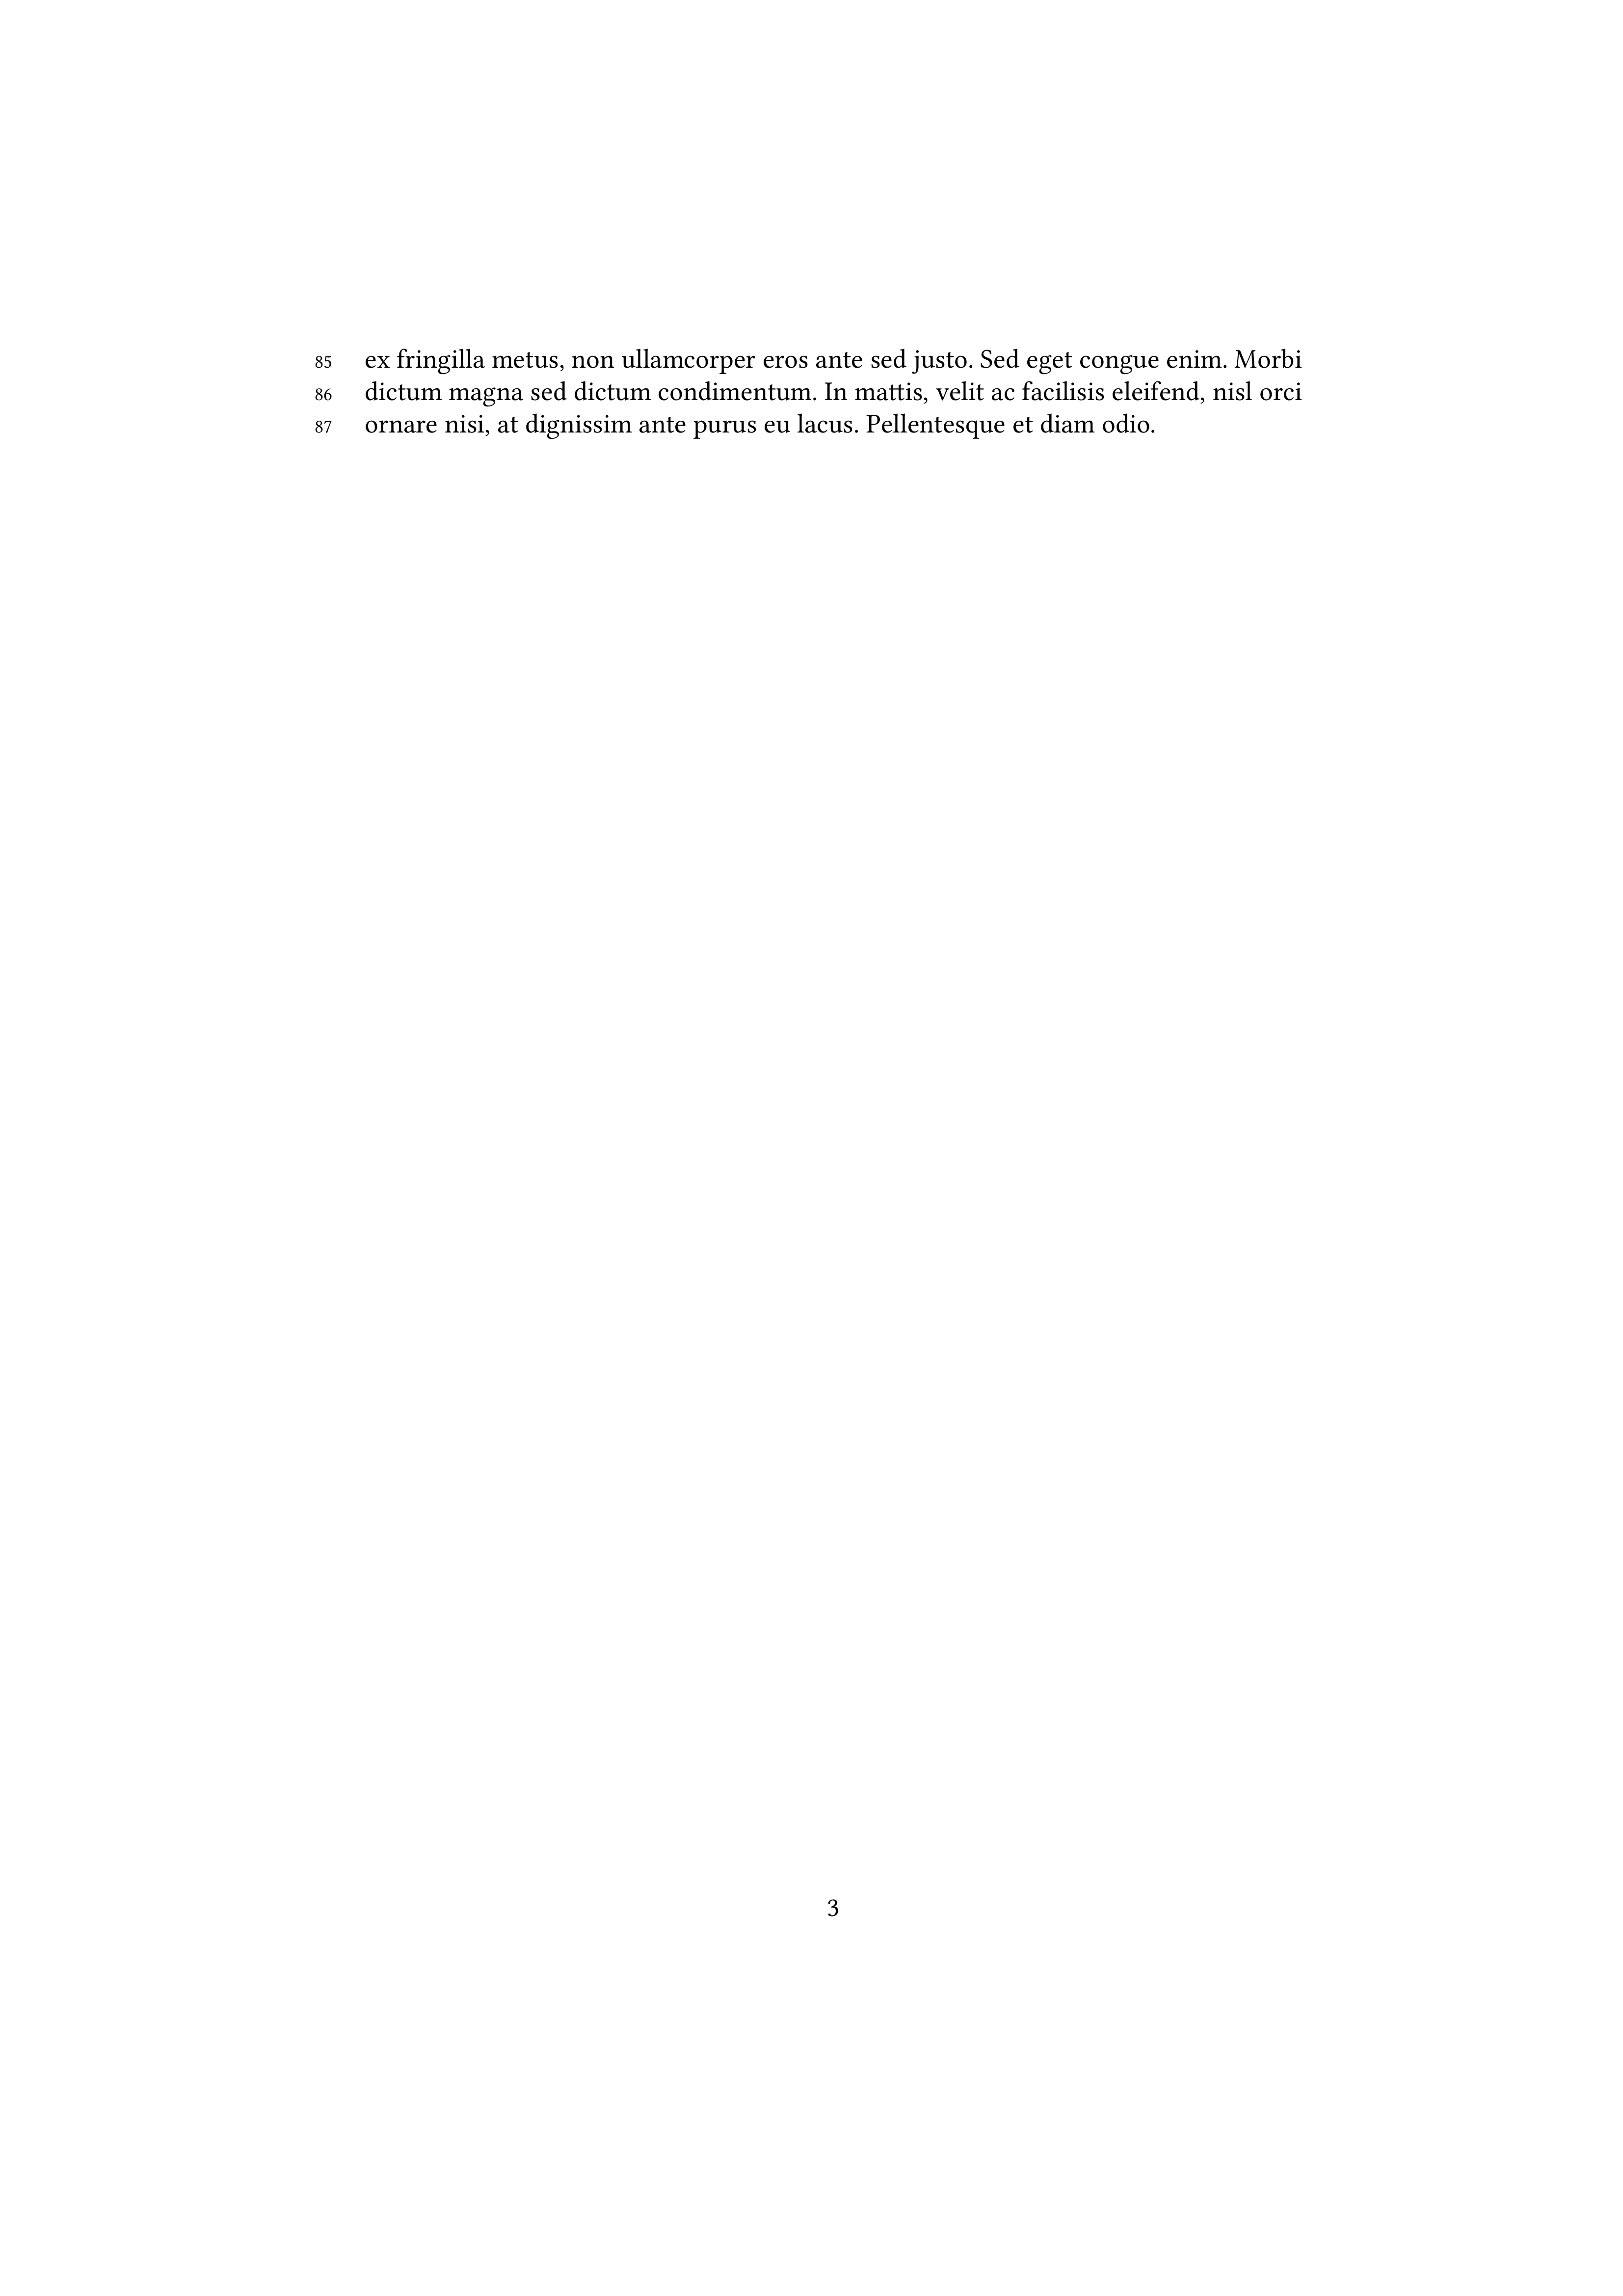 85 ex fringilla metus, non ullamcorper eros ante sed justo. Sed eget congue enim. Morbi
86 dictum magna sed dictum condimentum. In mattis, velit ac facilisis eleifend, nisl orci
87 ornare nisi, at dignissim ante purus eu lacus. Pellentesque et diam odio.
3